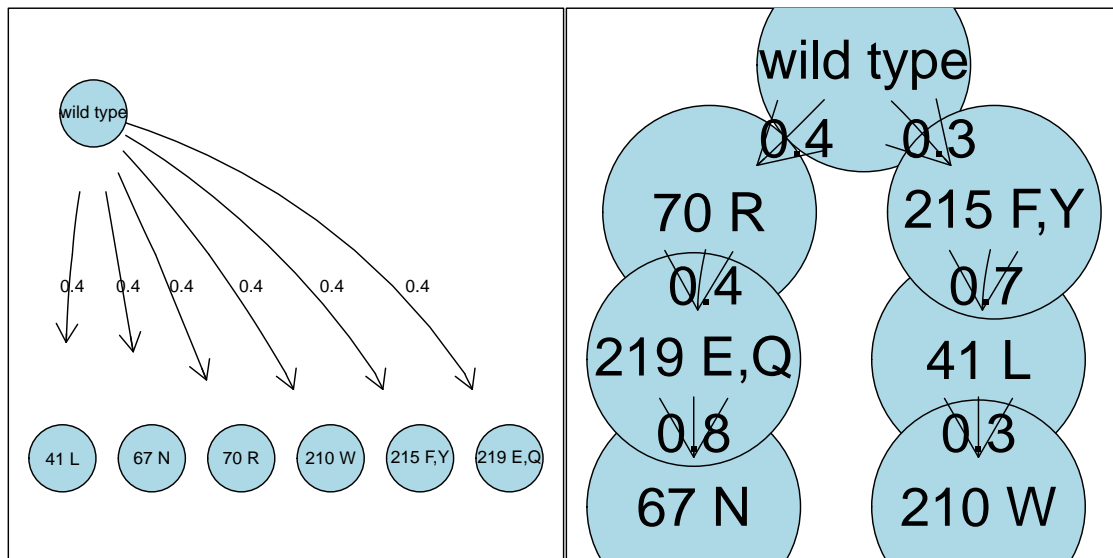 wild type
0.4 0.4 0.4 0.4 0.4 0.4
41 L 67 N 70 R 210 W 215 F,Y 219 E,Q
wild type
0.4 0.3
70 R 215 F,Y
0.4 0.7
219 E,Q 41 L
0.8 0.3
67 N 210 W